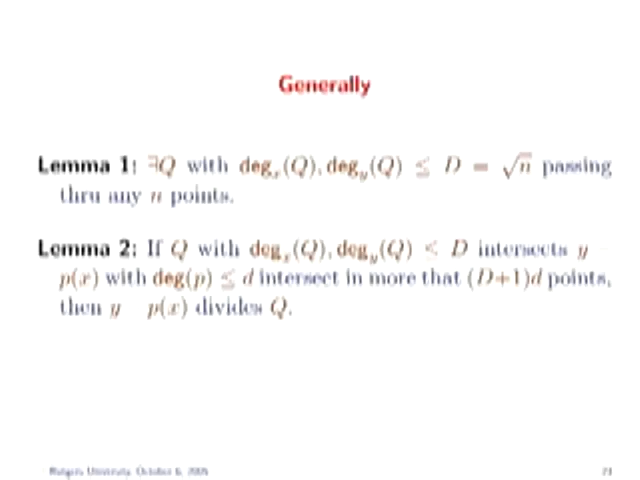 Generally
Lemma 1: ∃Q with deg_x(Q), deg_y(Q) ≤ D = √n passing
thru any n points.
Lemma 2: If Q with deg_x(Q), deg_y(Q) ≤ D intersects y
p(x) with deg(p) ≤ d intersect in more that (D+1)d points,
then y p(x) divides Q.
Rutgers University, October 6,